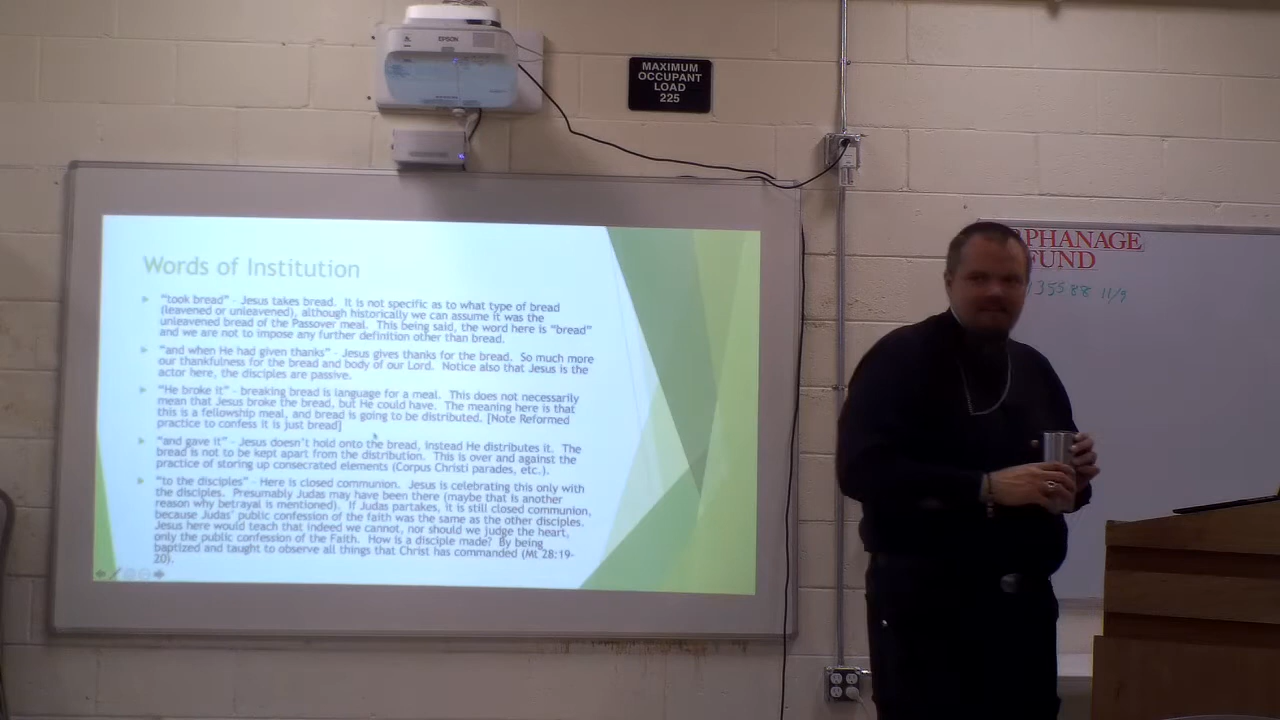 EPSON
MAXIMUM
OCCUPANT
LOAD
225
RPHANAGE
FUND
35588 11/9
Words of Institution
"took bread" - Jesus takes bread. It is not specific as to what type of bread
(leavened or unleavened), although historically we can assume it was the
unleavened bread of the Passover meal. This being said, the word here is "bread"
and we are not to impose any further definition other than bread.
"and when He had given thanks" - Jesus gives thanks for the bread. So much more
our thankfulness for the bread and body of our Lord. Notice also that Jesus is the
actor here, the disciples are passive.
"He broke it" - breaking bread is language for a meal. This does not necessarily
mean that Jesus broke the bread, but He could have. The meaning here is that
this is a fellowship meal, and bread is going to be distributed. [Note Reformed
practice to confess it is just bread]
"and gave it" - Jesus doesn't hold onto the bread, instead He distributes it. The
bread is not to be kept apart from the distribution. This is over and against the
practice of storing up consecrated elements (Corpus Christi parades, etc.).
"to the disciples" - Here is closed communion. Jesus is celebrating this only with
the disciples. Presumably Judas may have been there (maybe that is another
reason why betrayal is mentioned). If Judas partakes, it is still closed communion,
because Judas' public confession of the faith was the same as the other disciples.
Jesus here would teach that indeed we cannot, nor should we judge the heart,
only the public confession of the Faith. How is a disciple made? By being
baptized and taught to observe all things that Christ has commanded (Mt 28:19-
20).